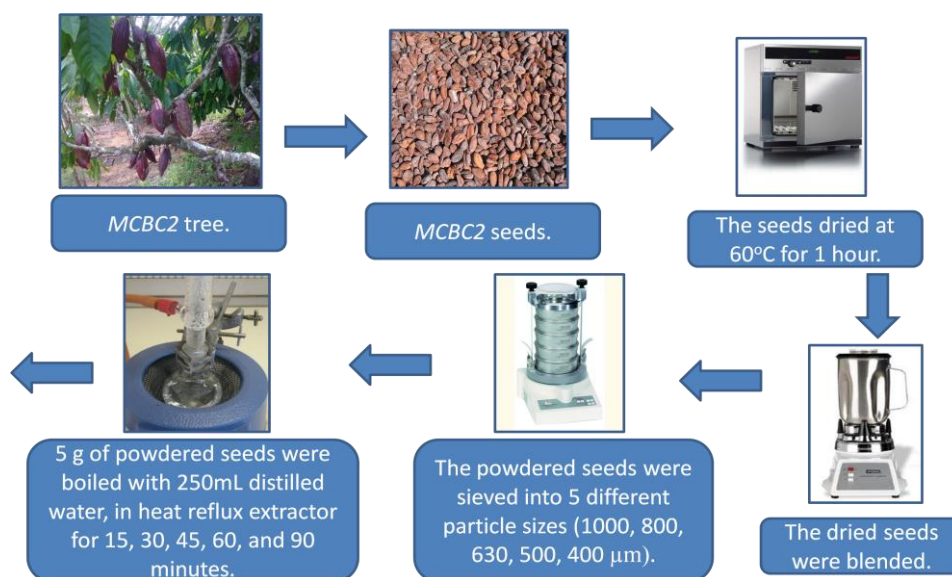 MCBC2 tree.
MCBC2 seeds.
The seeds dried at
60°C for 1 hour.
The dried seeds
were blended.
The powdered seeds were
sieved into 5 different
particle sizes (1000, 800,
630, 500, 400 μm).
5 g of powdered seeds were
boiled with 250mL distilled
water, in heat reflux extractor
for 15, 30, 45, 60, and 90
minutes.